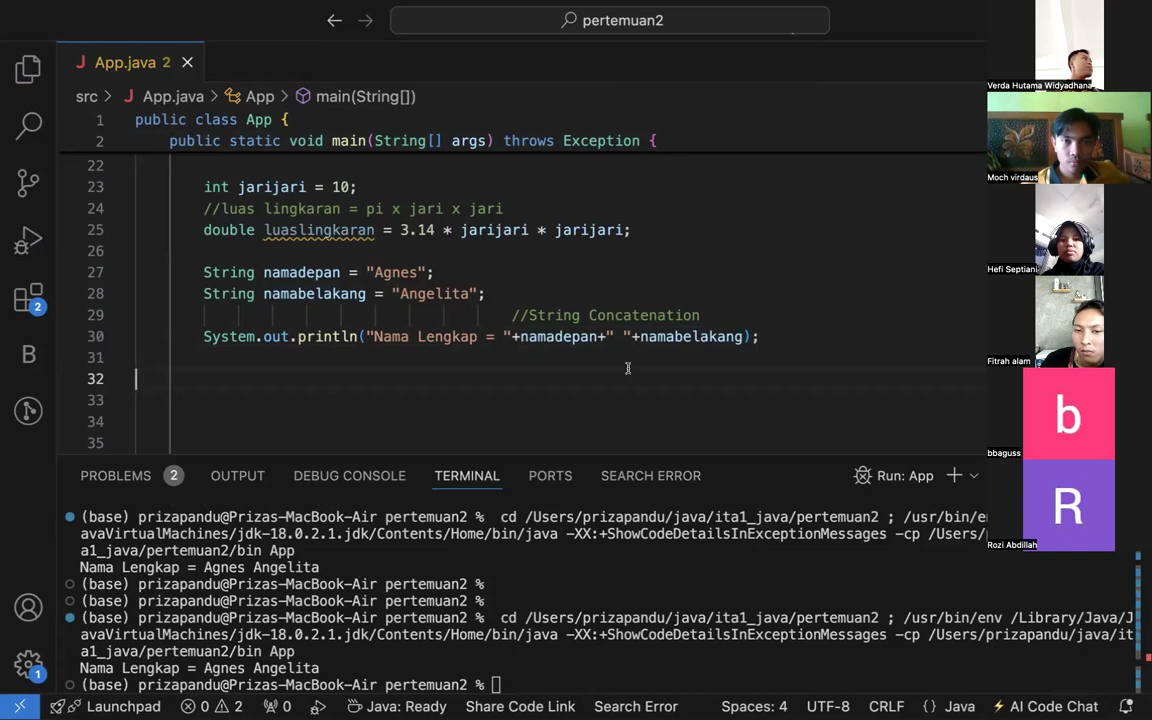 pertemuan2
App.java 2
src > App.java > App > main(String[])
1 public class App {
2 public static void main(String[] args) throws Exception {
22
23 int jarijari = 10;
24 //luas lingkaran = pi x jari x jari
25 double luaslingkaran = 3.14 * jarijari * jarijari;
26
27 String namadepan = "Agnes";
28 String namabelakang = "Angelita";
29 //String Concatenation
30 System.out.println("Nama Lengkap = "+namadepan+" "+namabelakang);
31
32
33
34
35
PROBLEMS 2 OUTPUT DEBUG CONSOLE TERMINAL PORTS SEARCH ERROR Run: App
(base) prizapandu@Prizas-MacBook-Air pertemuan2 % cd /Users/prizapandu/java/ita1_java/pertemuan2 ; /usr/bin/en
avaVirtualMachines/jdk-18.0.2.1.jdk/Contents/Home/bin/java -XX:+ShowCodeDetailsInExceptionMessages -cp /Users/
a1_java/pertemuan2/bin App
Nama Lengkap = Agnes Angelita
(base) prizapandu@Prizas-MacBook-Air pertemuan2 %
(base) prizapandu@Prizas-MacBook-Air pertemuan2 %
(base) prizapandu@Prizas-MacBook-Air pertemuan2 % cd /Users/prizapandu/java/ita1_java/pertemuan2 ; /usr/bin/env /Library/Java/J
avaVirtualMachines/jdk-18.0.2.1.jdk/Contents/Home/bin/java -XX:+ShowCodeDetailsInExceptionMessages -cp /Users/prizapandu/java/it
a1_java/pertemuan2/bin App
Nama Lengkap = Agnes Angelita
(base) prizapandu@Prizas-MacBook-Air pertemuan2 %
2
B
1
Launchpad 0 2 0 Java: Ready Share Code Link Search Error Spaces: 4 UTF-8 CRLF {} Java AI Code Chat
Verda Hutama Widyadhana
Moch virdaus
Hefi Septiani
Fitrah alam
b
bbaguss
R
Rozi Abdillah